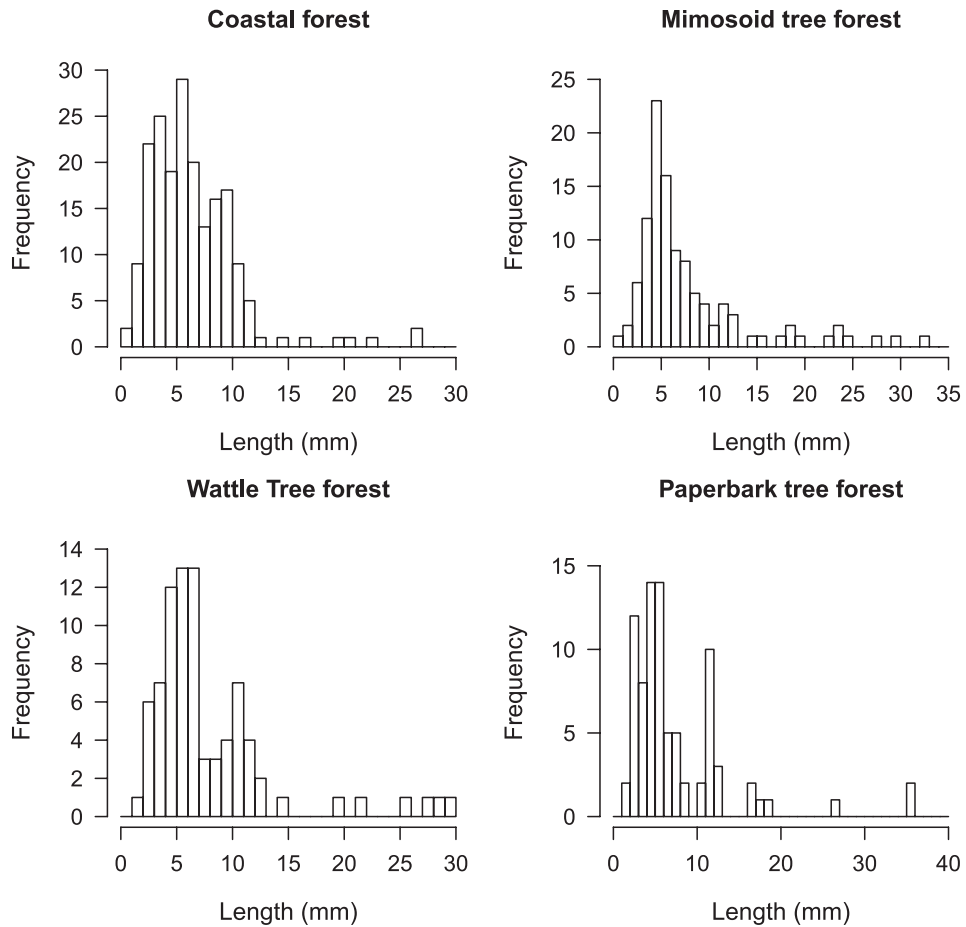 Coastal forest
Frequency
30
25
20
15
10
5
0
0 5 10 15 20 25 30
Length (mm)
Mimosoid tree forest
Frequency
25
20
15
10
5
0
0 5 10 15 20 25 30 35
Length (mm)
Wattle Tree forest
Frequency
14
12
10
8
6
4
2
0
0 5 10 15 20 25 30
Length (mm)
Paperbark tree forest
Frequency
15
10
5
0
0 10 20 30 40
Length (mm)